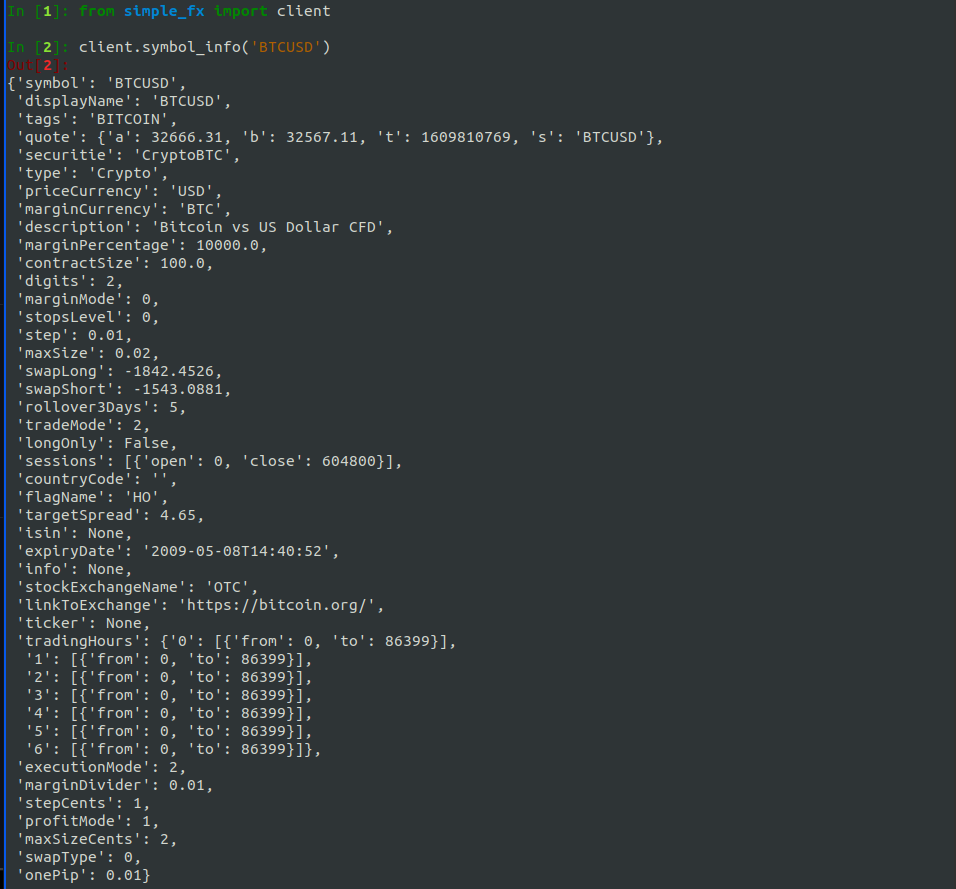 In [1]: from simple_fx import client
In [2]: client.symbol_info('BTCUSD')
Out[2]:
{'symbol': 'BTCUSD',
 'displayName': 'BTCUSD',
 'tags': 'BITCOIN',
 'quote': {'a': 32666.31, 'b': 32567.11, 't': 1609810769, 's': 'BTCUSD'},
 'securitie': 'CryptoBTC',
 'type': 'Crypto',
 'priceCurrency': 'USD',
 'marginCurrency': 'BTC',
 'description': 'Bitcoin vs US Dollar CFD',
 'marginPercentage': 10000.0,
 'contractSize': 100.0,
 'digits': 2,
 'marginMode': 0,
 'stopsLevel': 0,
 'step': 0.01,
 'maxSize': 0.02,
 'swapLong': -1842.4526,
 'swapShort': -1543.0881,
 'rollover3Days': 5,
 'tradeMode': 2,
 'longOnly': False,
 'sessions': [{'open': 0, 'close': 604800}],
 'countryCode': '',
 'flagName': 'HO',
 'targetSpread': 4.65,
 'isin': None,
 'expiryDate': '2009-05-08T14:40:52',
 'info': None,
 'stockExchangeName': 'OTC',
 'linkToExchange': 'https://bitcoin.org/',
 'ticker': None,
 'tradingHours': {'0': [{'from': 0, 'to': 86399}],
  '1': [{'from': 0, 'to': 86399}],
  '2': [{'from': 0, 'to': 86399}],
  '3': [{'from': 0, 'to': 86399}],
  '4': [{'from': 0, 'to': 86399}],
  '5': [{'from': 0, 'to': 86399}],
  '6': [{'from': 0, 'to': 86399}]},
 'executionMode': 2,
 'marginDivider': 0.01,
 'stepCents': 1,
 'profitMode': 1,
 'maxSizeCents': 2,
 'swapType': 0,
 'onePip': 0.01}